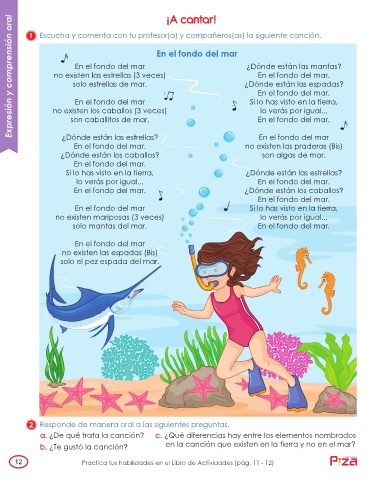 Expresión y comprensión oral
¡A cantar!
1 Escucha y comenta con tu profesor(a) y compañeros(as) la siguiente canción.
En el fondo del mar
En el fondo del mar
no existen las estrellas (3 veces)
solo estrellas de mar.
En el fondo del mar
no existen los caballos (3 veces)
son caballitos de mar.
¿Dónde están las estrellas?
En el fondo del mar.
¿Dónde están los caballos?
En el fondo del mar.
Si lo has visto en la tierra,
lo verás por igual...
En el fondo del mar.
En el fondo del mar
no existen mariposas (3 veces)
solo mantas del mar.
En el fondo del mar
no existen las espadas (Bis)
solo el pez espada del mar.
¿Dónde están las mantas?
En el fondo del mar.
¿Dónde están las espadas?
En el fondo del mar.
Si lo has visto en la tierra,
lo verás por igual...
En el fondo del mar.
En el fondo del mar
no existen las praderas (Bis)
son algas de mar.
¿Dónde están las estrellas?
En el fondo del mar.
¿Dónde están los caballos?
En el fondo del mar.
Si lo has visto en la tierra,
lo verás por igual...
En el fondo del mar.
2 Responde de manera oral a las siguientes preguntas.
a. ¿De qué trata la canción?
b. ¿Te gustó la canción?
c. ¿Qué diferencias hay entre los elementos nombrados
en la canción que existen en la tierra y no en el mar?
12
Practica tus habilidades en el Libro de Actividades (pág. 11 - 12)